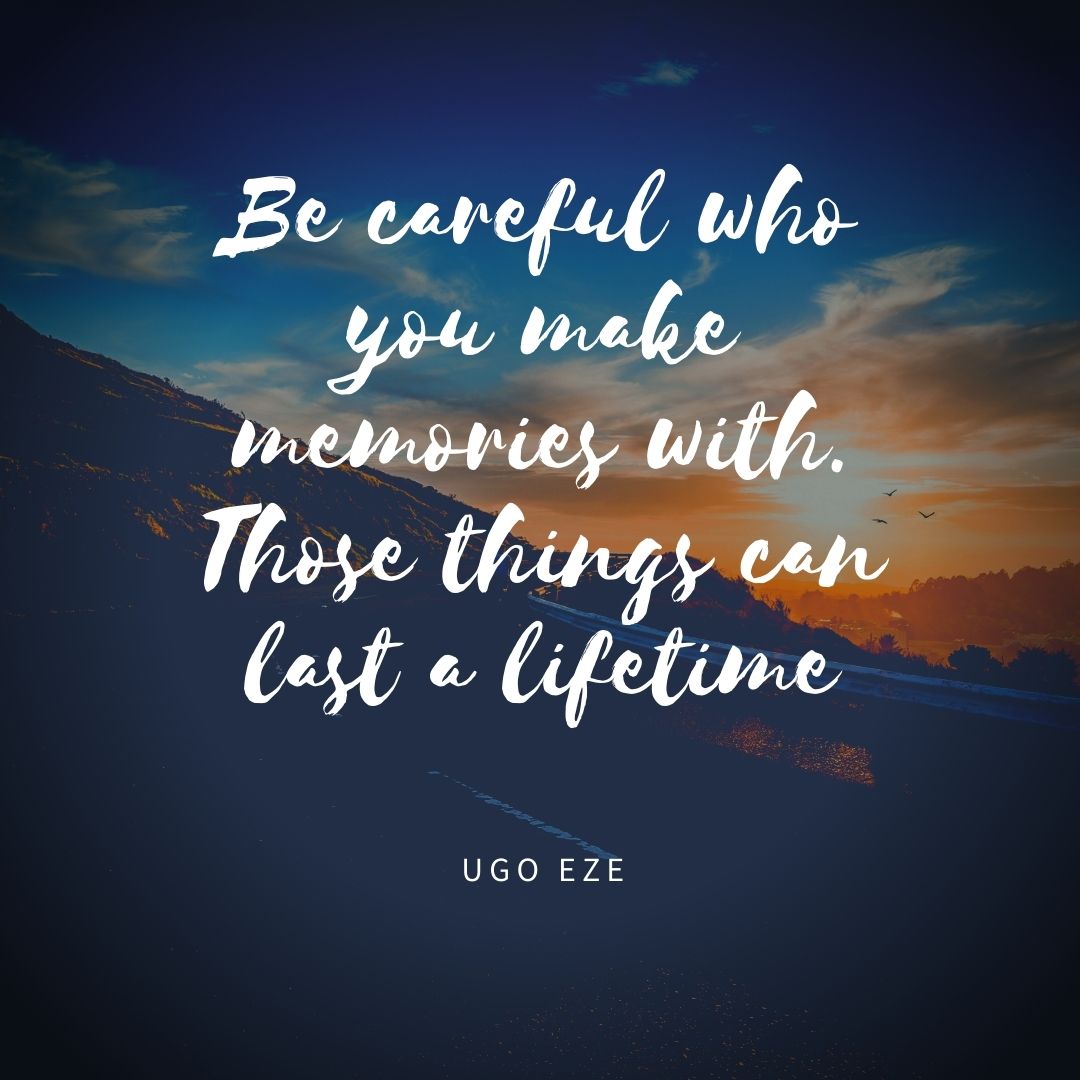 Be careful who
you make
memories with.
Those things can
last a lifetime
UGO EZE